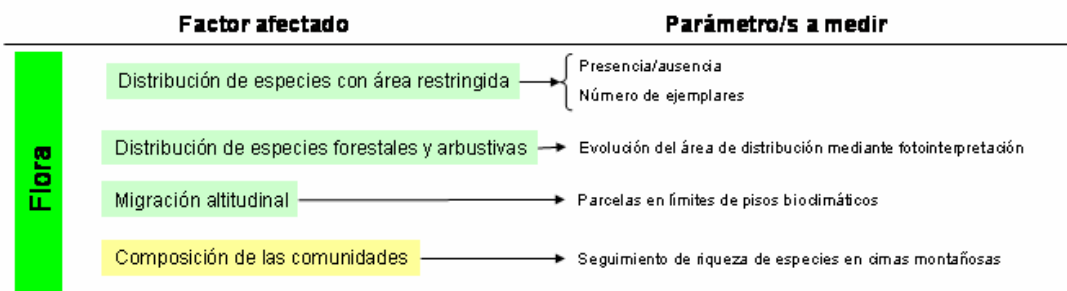 Factor afectado
Parámetro/s a medir
Flora
Distribución de especies con área restringida
Presencia/ausencia
Número de ejemplares
Distribución de especies forestales y arbustivas
Evolución del área de distribución mediante fotointerpretación
Migración altitudinal
Parcelas en límites de pisos bioclimáticos
Composición de las comunidades
Seguimiento de riqueza de especies en cimas montañosas